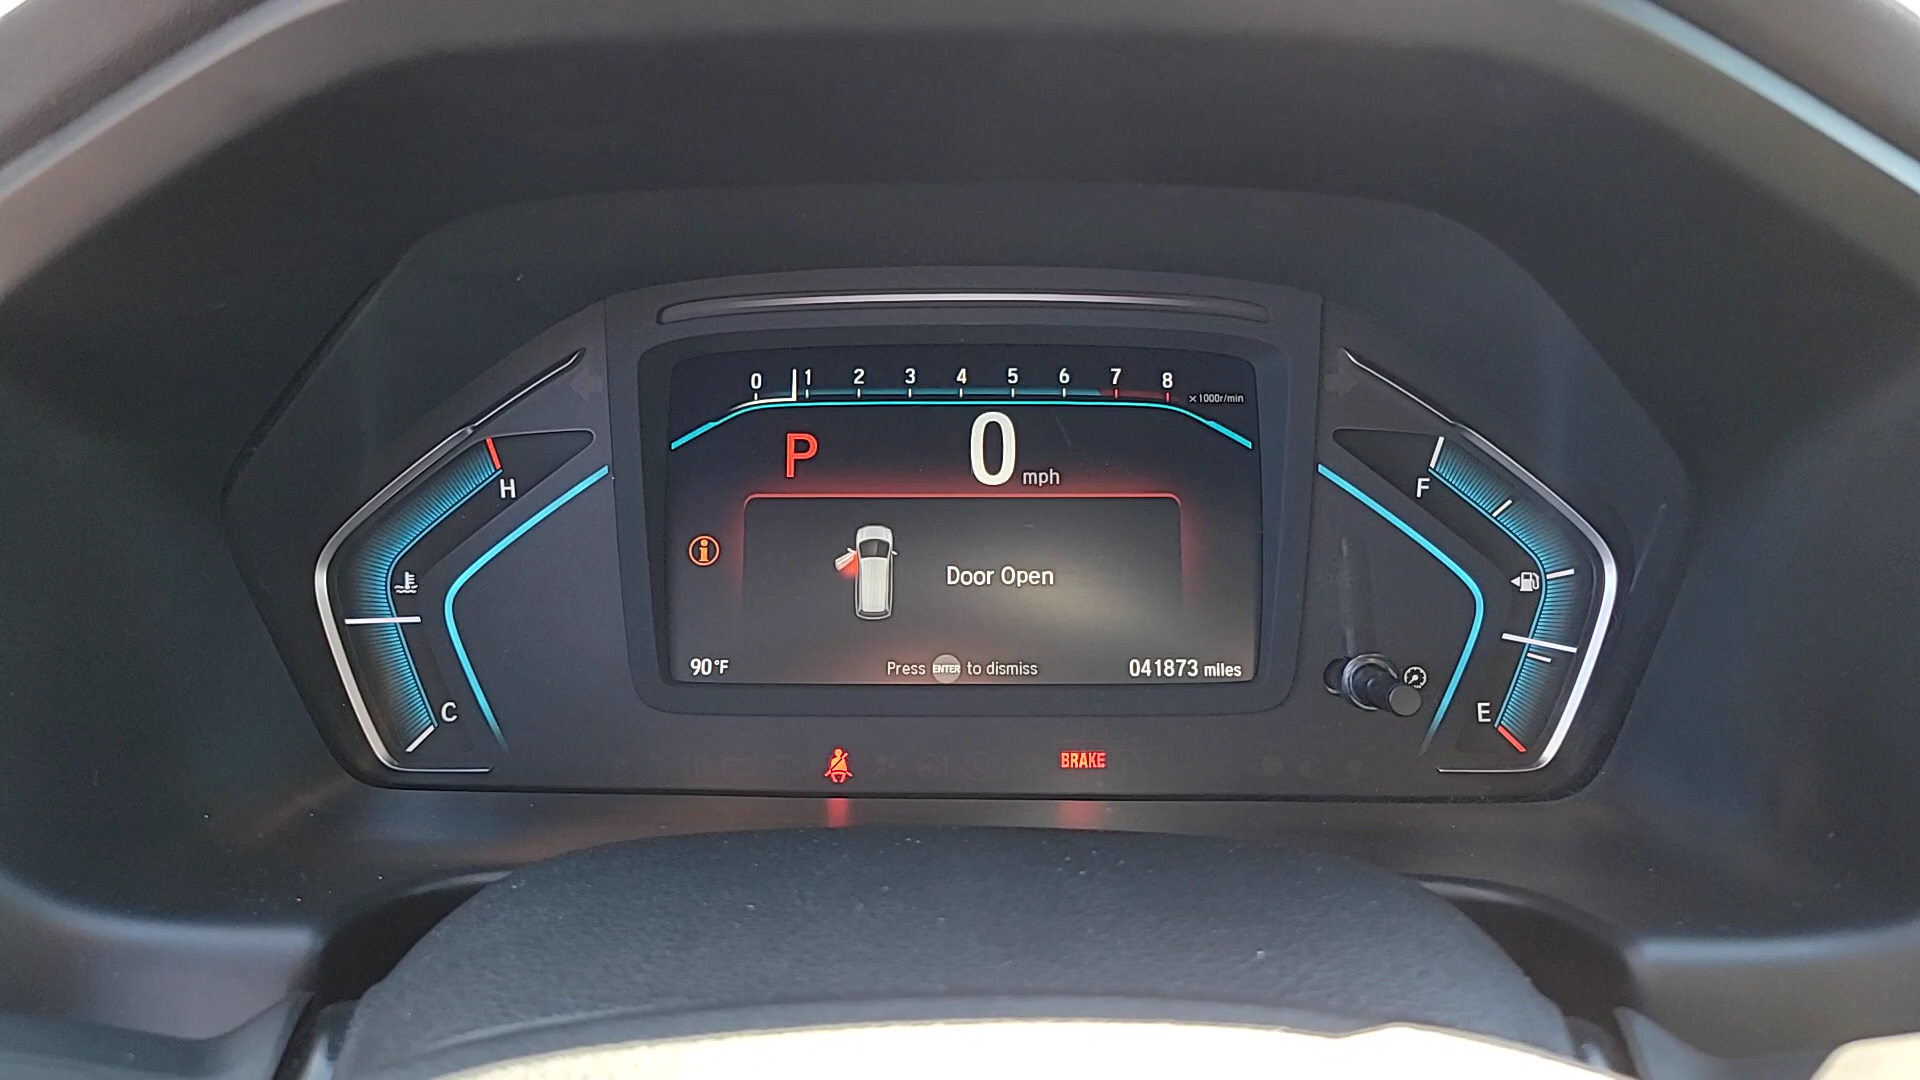 0 1 2 3 4 5 6 7 8 x1000r/min
P 0 mph
H F
Door Open
90°F Press ENTER to dismiss 041873 miles
C E
BRAKE